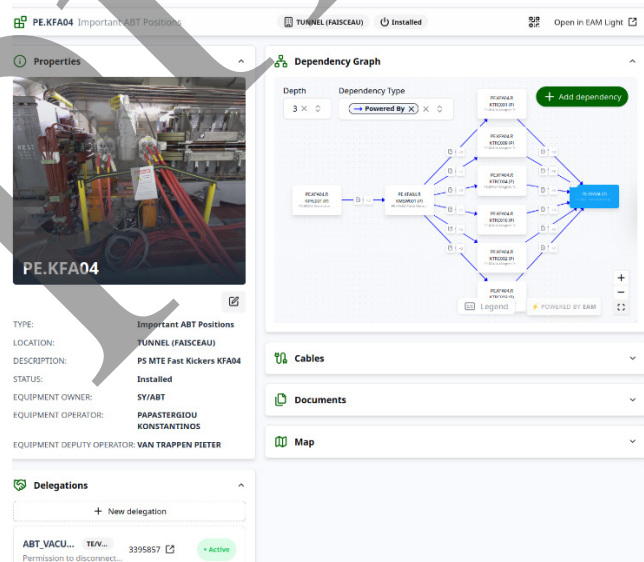 PE.KFA04 Important ABT Positions
TUNNEL (FAISCEAU)
Installed
Open in EAM Light
Properties
PE.KFA04
TYPE: Important ABT Positions
LOCATION: TUNNEL (FAISCEAU)
DESCRIPTION: PS MTE Fast Kickers KFA04
STATUS: Installed
EQUIPMENT OWNER: SY/ABT
EQUIPMENT OPERATOR: PAPASTERGIOU
KONSTANTINOS
EQUIPMENT DEPUTY OPERATOR: VAN TRAPPEN PIETER
Delegations
+ New delegation
ABT_VACU... TE/V... 3395857 • Active
Permission to disconnect...
Dependency Graph
Depth
3
Dependency Type
→ Powered By
+ Add dependency
Legend
POWERED BY EAM
Cables
Documents
Map